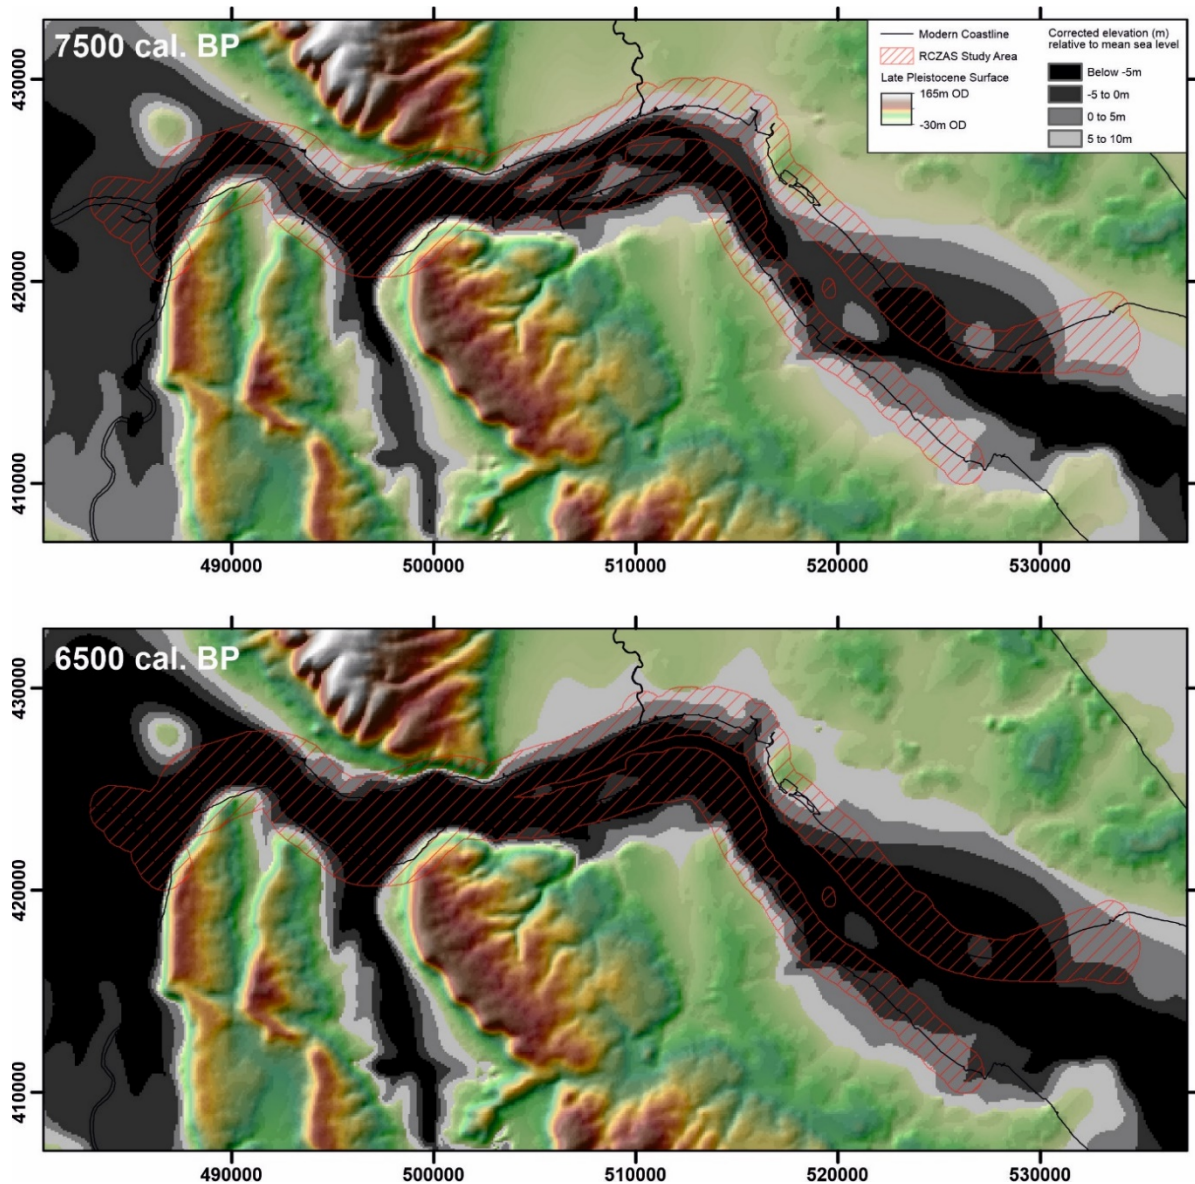 7500 cal. BP
Modern Coastline
RCZAS Study Area
Late Pleistocene Surface
165m OD
-30m OD
Corrected elevation (m)
relative to mean sea level
Below -5m
-5 to 0m
0 to 5m
5 to 10m
430000
420000
410000
490000 500000 510000 520000 530000
6500 cal. BP
430000
420000
410000
490000 500000 510000 520000 530000